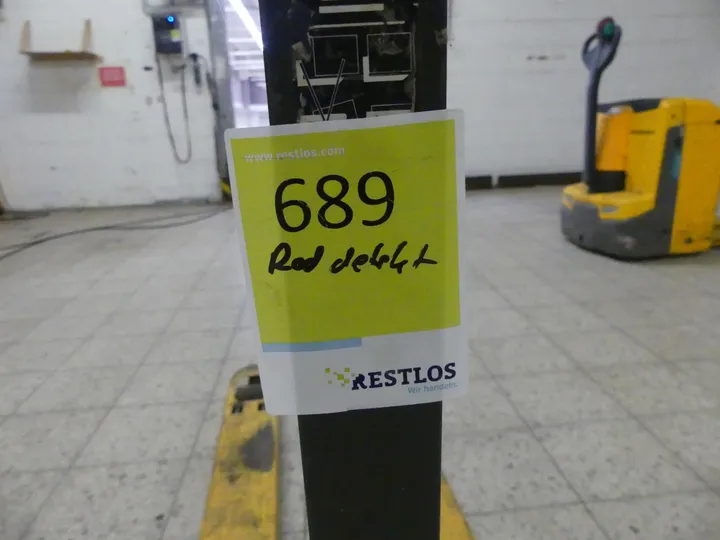 www.restlos.com
689
Rad defekt
RESTLOS
Wir handeln.